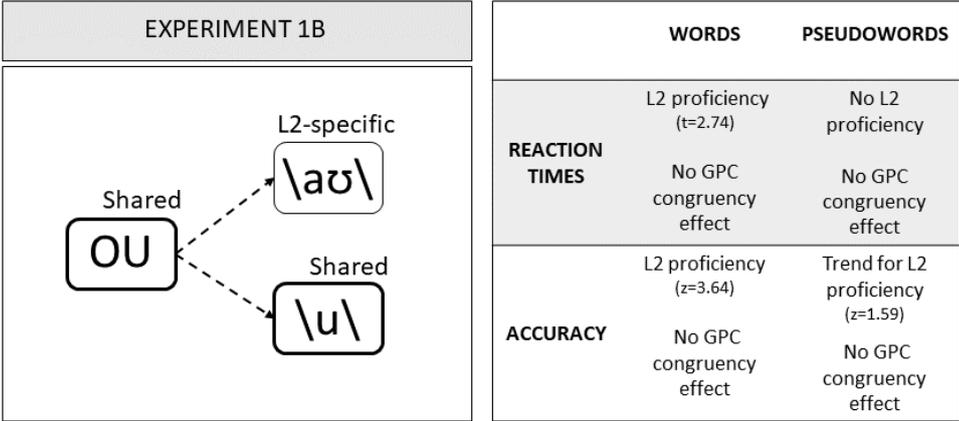 EXPERIMENT 1B
L2-specific
\aʊ\
Shared
OU
Shared
\u\
WORDS PSEUDOWORDS
REACTION
TIMES
L2 proficiency
(t=2.74)
No GPC
congruency
effect
No L2
proficiency
No GPC
congruency
effect
ACCURACY
L2 proficiency
(z=3.64)
No GPC
congruency
effect
Trend for L2
proficiency
(z=1.59)
No GPC
congruency
effect